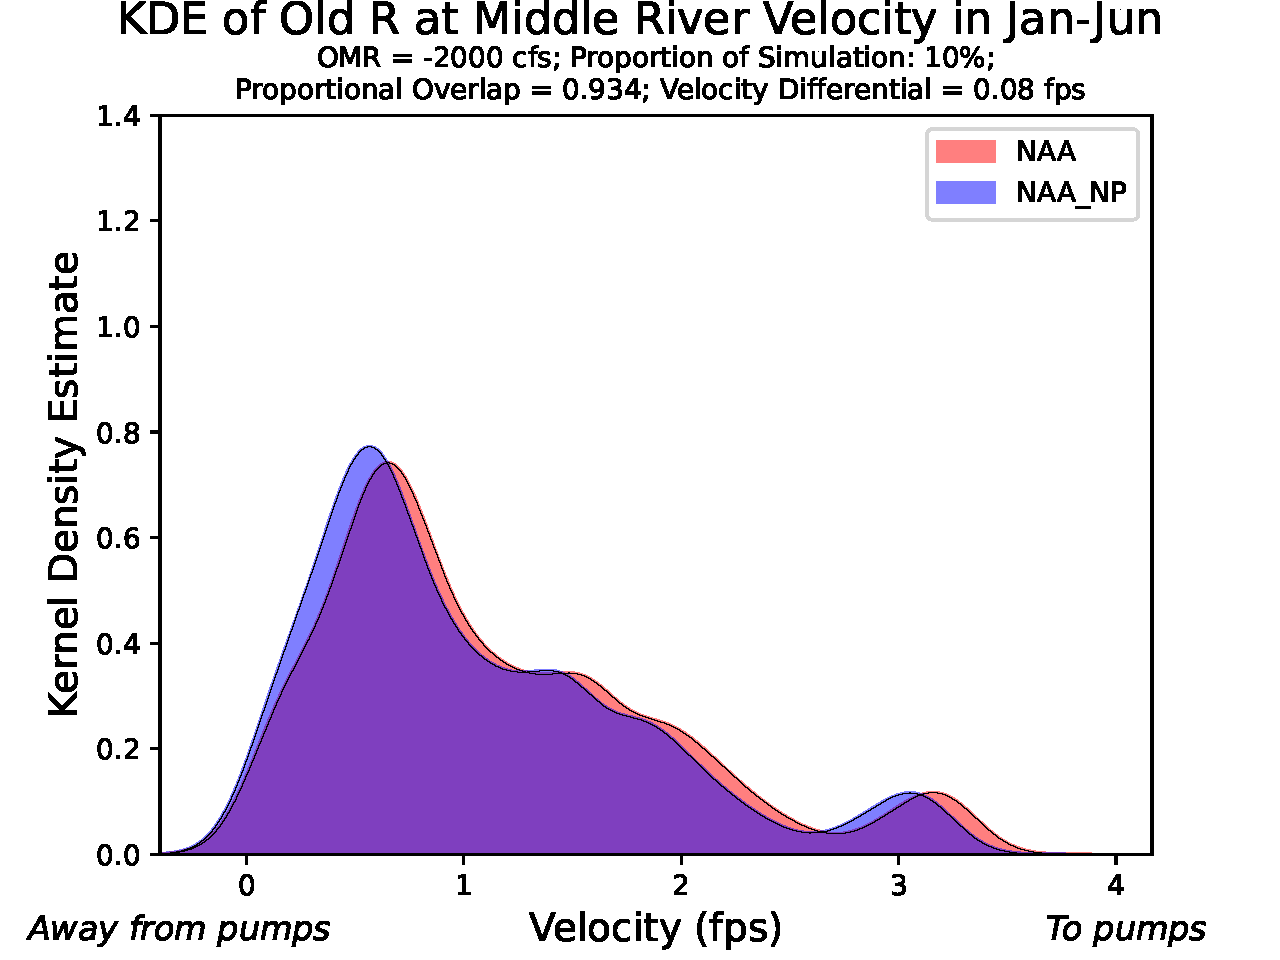 KDE of Old R at Middle River Velocity in Jan-Jun
OMR = -2000 cfs; Proportion of Simulation: 10%;
Proportional Overlap = 0.934; Velocity Differential = 0.08 fps
1.4
1.2
1.0
0.8
0.6
0.4
0.2
0.0
Kernel Density Estimate
NAA
NAA_NP
0 1 2 3 4
Away from pumps Velocity (fps) To pumps